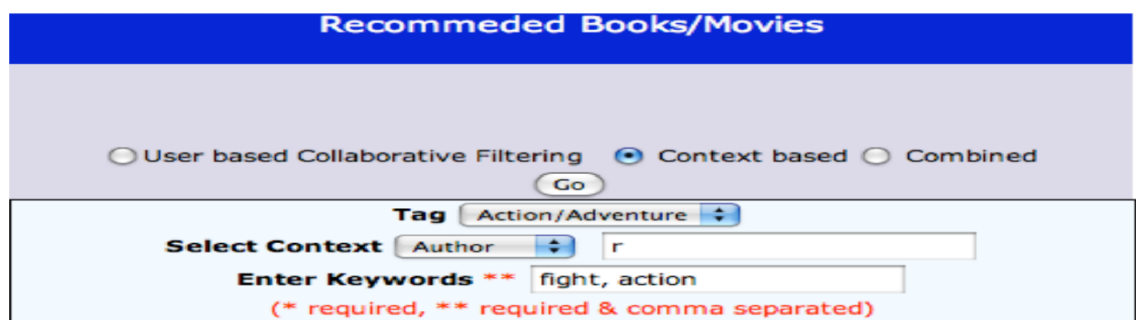 Recommeded Books/Movies
User based Collaborative Filtering Context based Combined
Go
Tag Action/Adventure
Select Context Author r
Enter Keywords ** fight, action
(* required, ** required & comma separated)